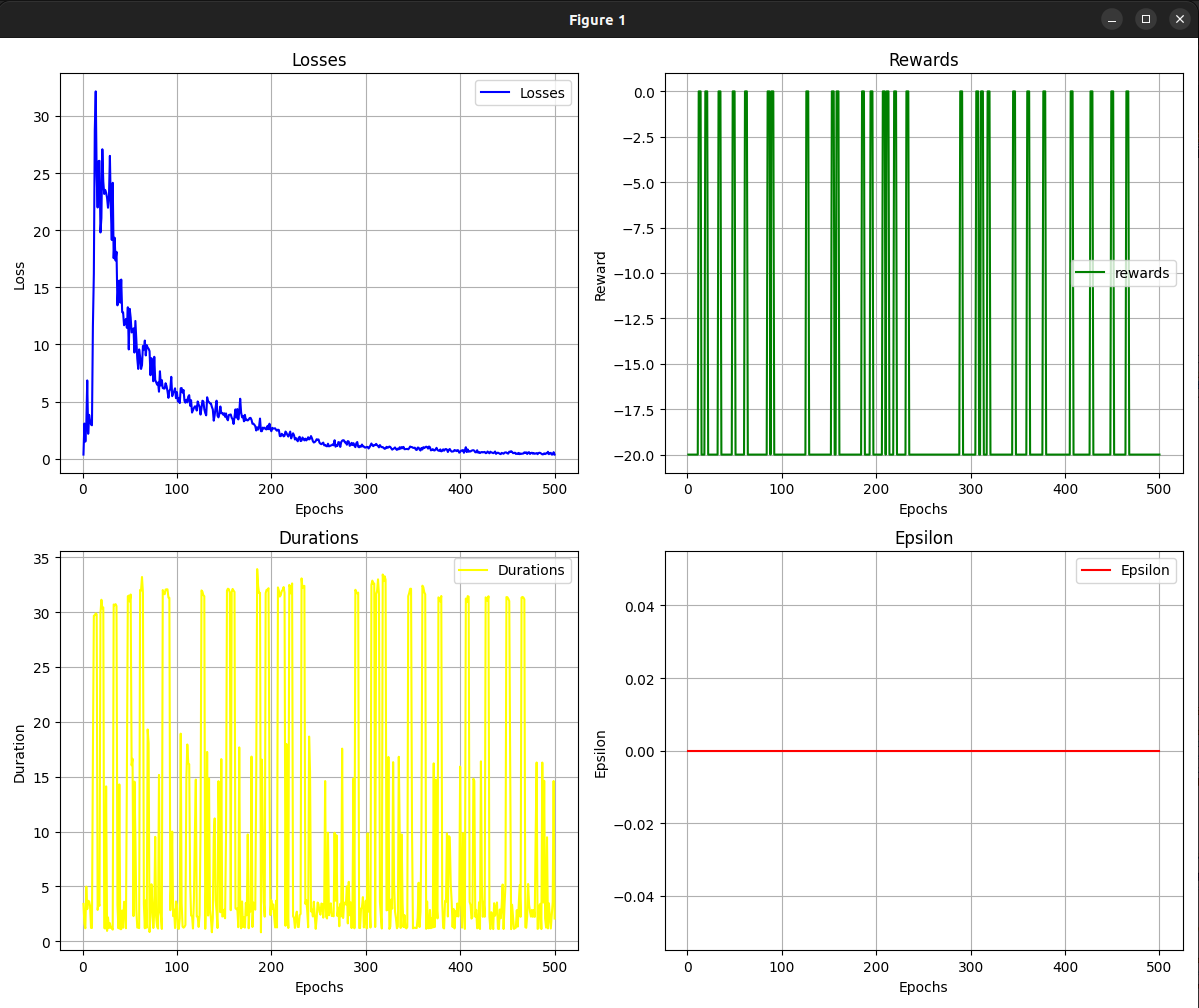 Figure 1
Losses
Losses
30
25
20
15
10
5
0
Loss
0 100 200 300 400 500
Epochs
Rewards
rewards
0.0
−2.5
−5.0
−7.5
−10.0
−12.5
−15.0
−17.5
−20.0
Reward
0 100 200 300 400 500
Epochs
Durations
Durations
35
30
25
20
15
10
5
0
Duration
0 100 200 300 400 500
Epochs
Epsilon
Epsilon
0.04
0.02
0.00
−0.02
−0.04
Epsilon
0 100 200 300 400 500
Epochs